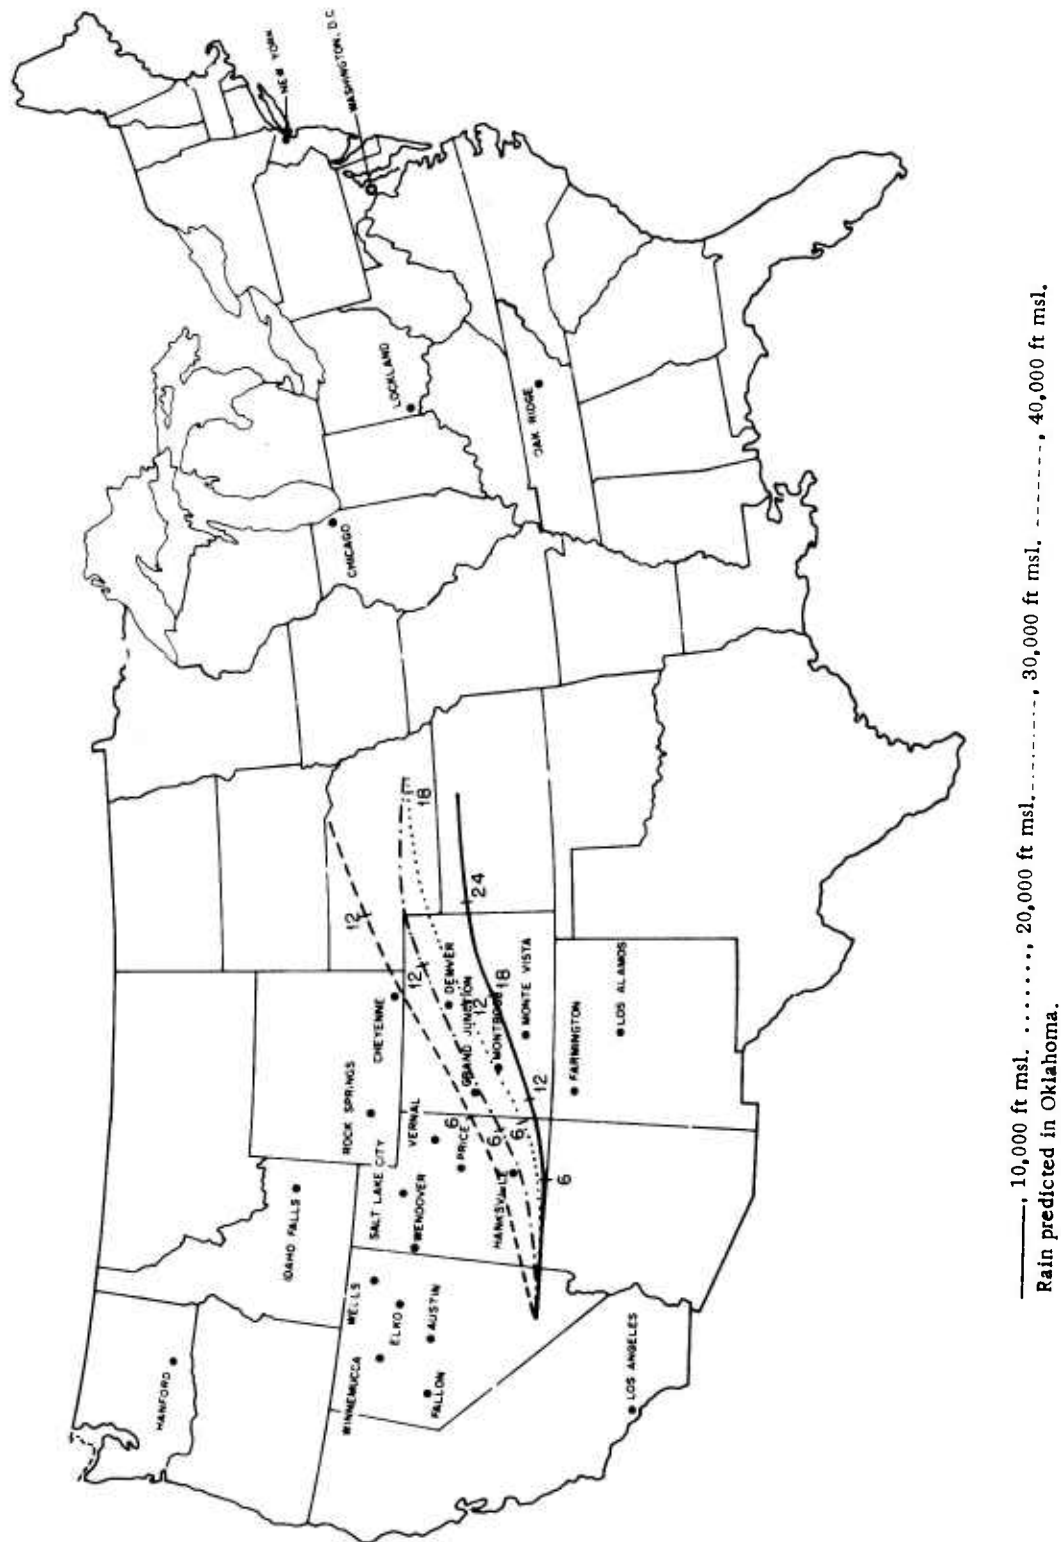 NEW YORK
WASHINGTON, D.C.
LOCKLAND
OAK RIDGE
CHICAGO
HANFORD
IDAHO FALLS
ROCK SPRINGS
CHEYENNE
SALT LAKE CITY
VERNAL
WENDOVER
PRICE
WINNEMUCCA
WELLS
ELKO
AUSTIN
FALLON
HANKSVILLE
GRAND JUNCTION
DENVER
MONTROSE
MONTE VISTA
FARMINGTON
LOS ALAMOS
LOS ANGELES
6
6
6
6
12
12
12
12
18
18
24
———, 10,000 ft msl. ......., 20,000 ft msl. –·–·–·–, 30,000 ft msl. -------, 40,000 ft msl.
Rain predicted in Oklahoma.